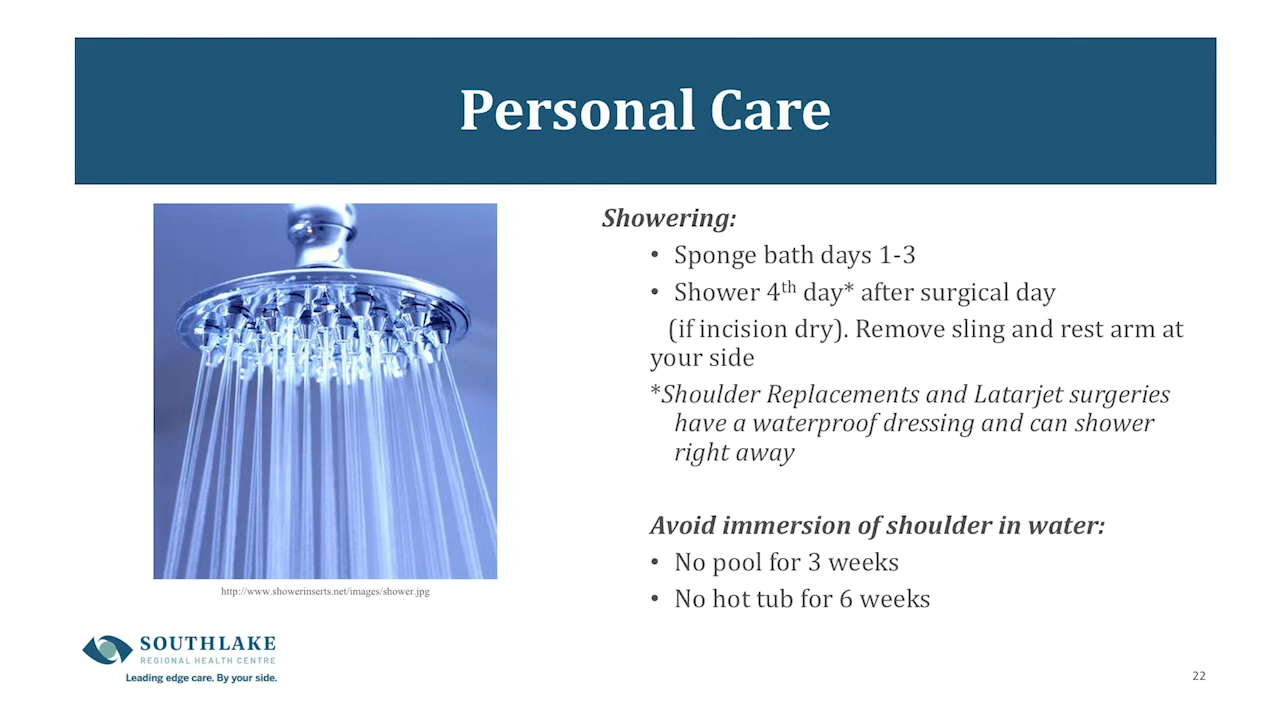 Personal Care
Showering:
• Sponge bath days 1-3
• Shower 4th day* after surgical day
(if incision dry). Remove sling and rest arm at
your side
*Shoulder Replacements and Latarjet surgeries
have a waterproof dressing and can shower
right away
Avoid immersion of shoulder in water:
• No pool for 3 weeks
• No hot tub for 6 weeks
http://www.showerinserts.net/images/shower.jpg
SOUTHLAKE
REGIONAL HEALTH CENTRE
Leading edge care. By your side.
22